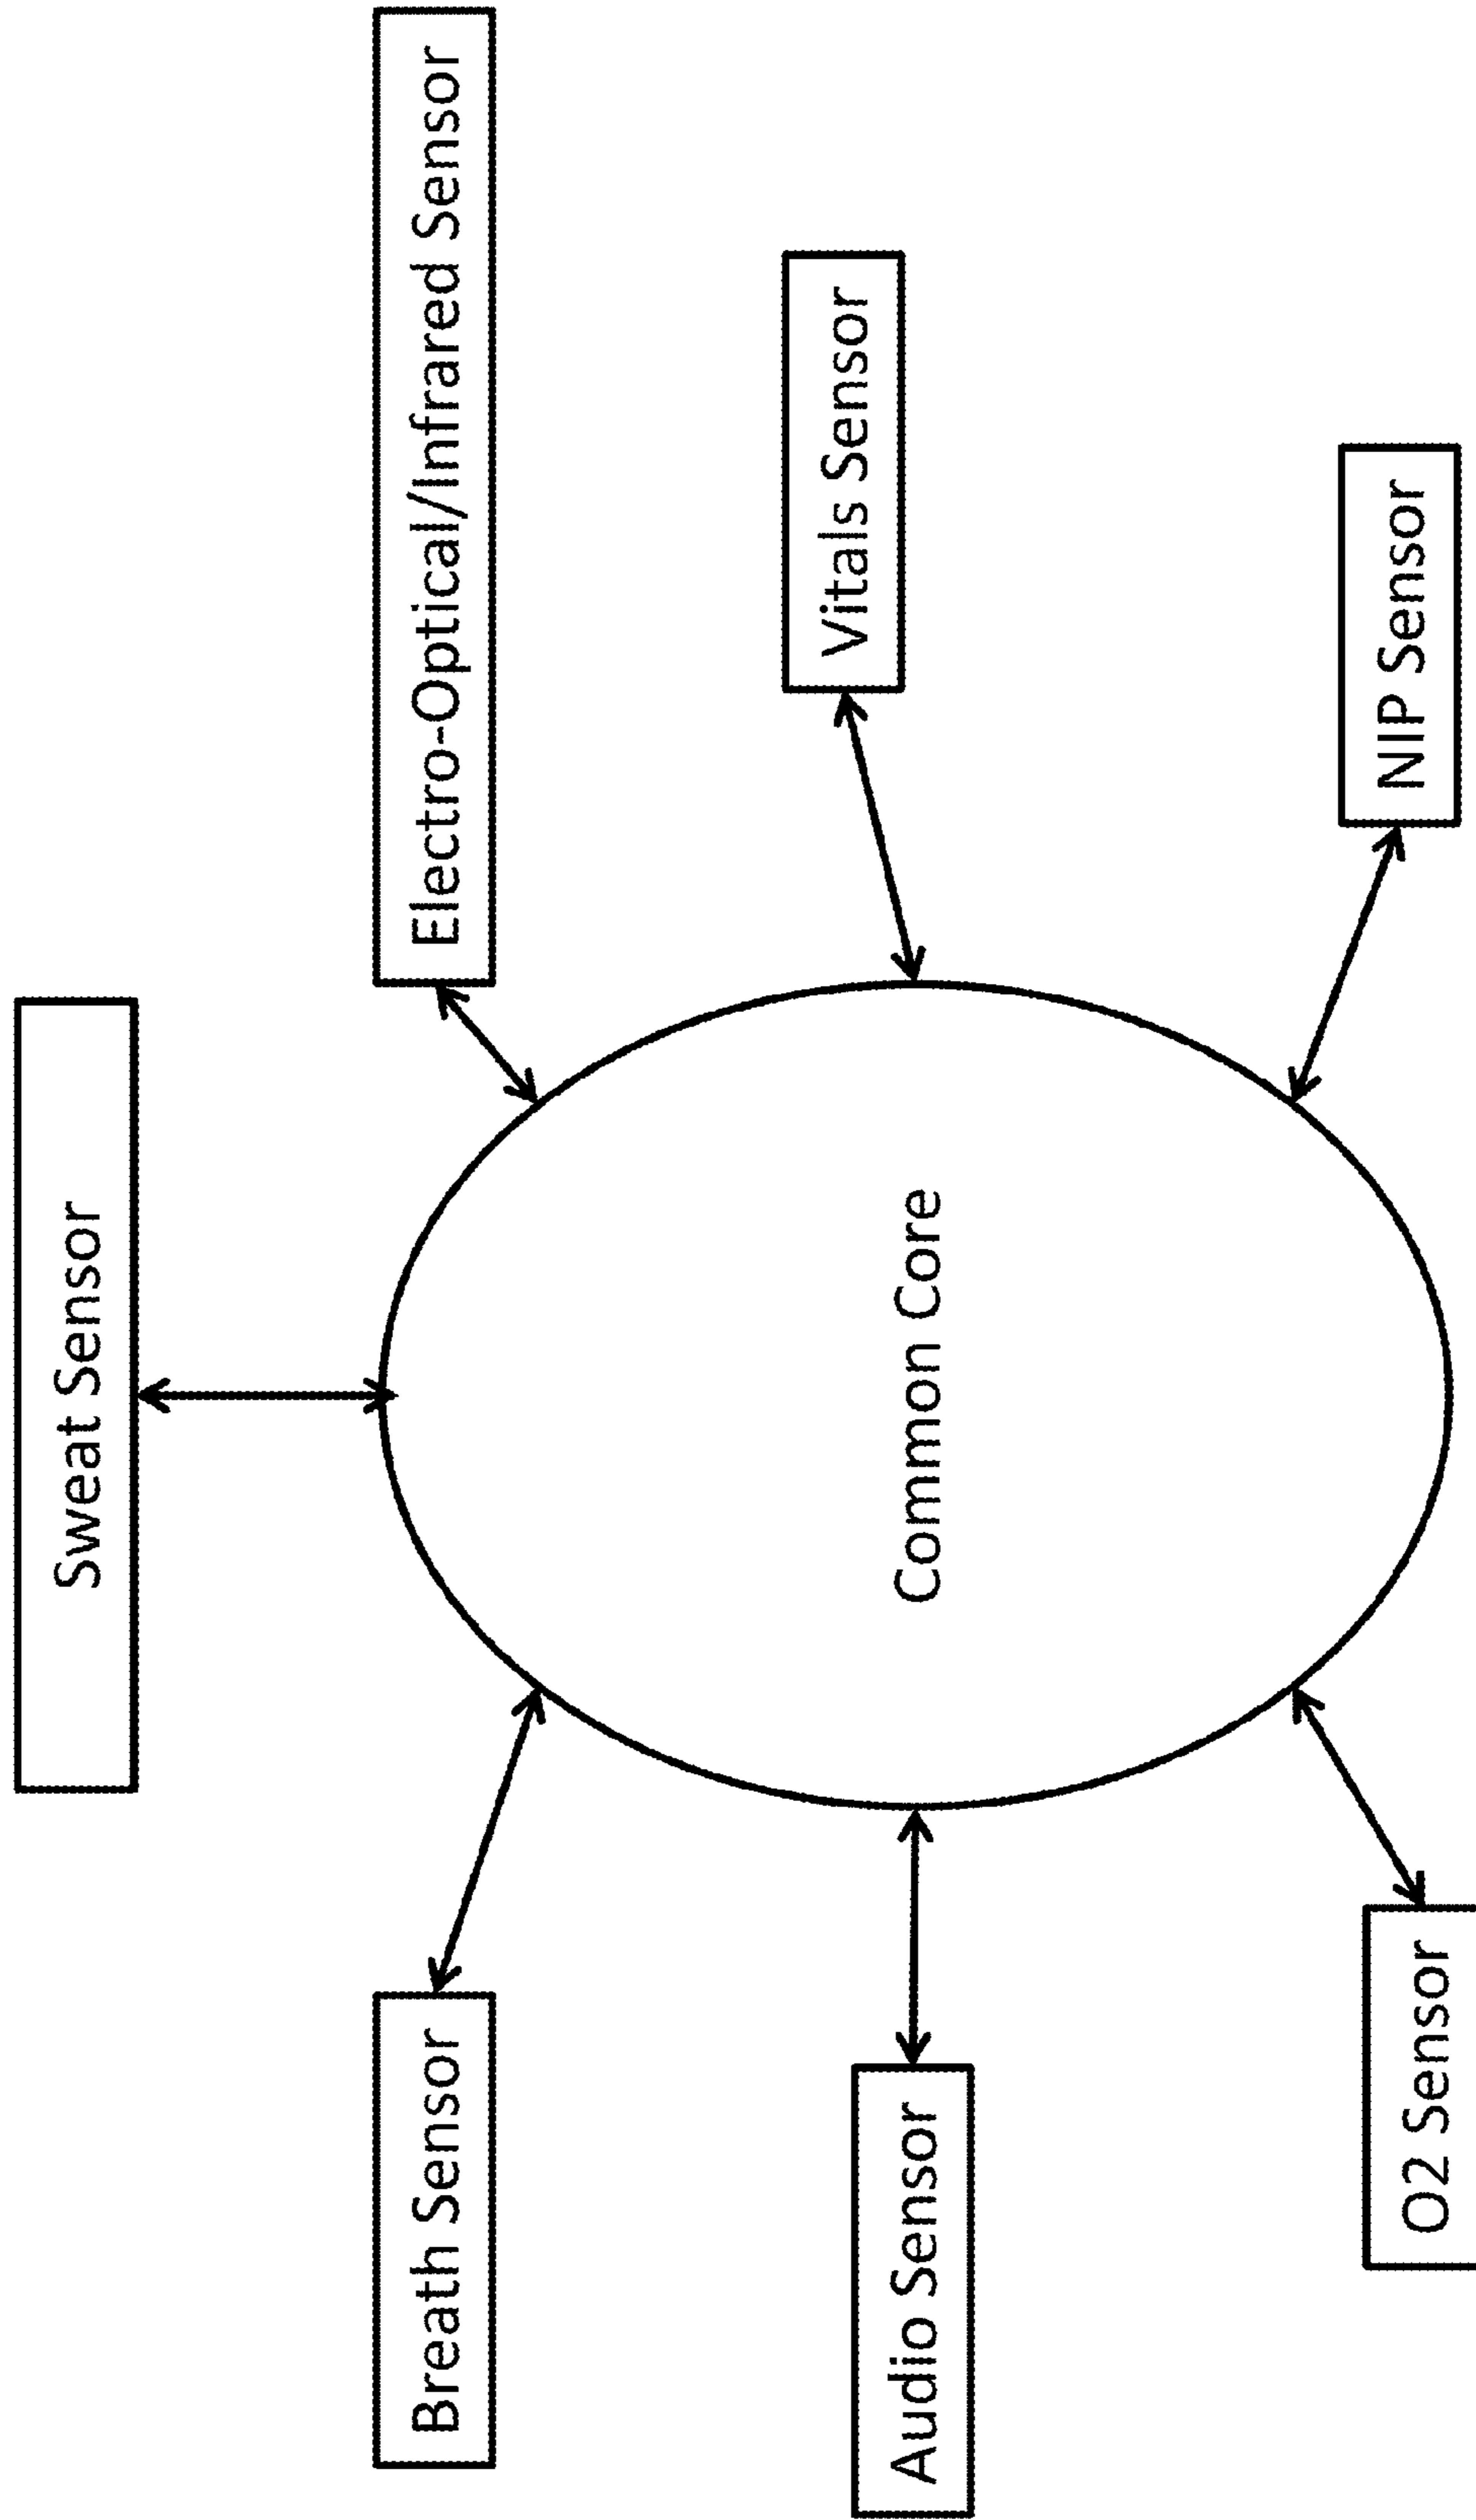 Sweat Sensor
Breath Sensor
Electro-Optical/Infrared Sensor
Audio Sensor
Common Core
Vitals Sensor
O2 Sensor
NIP Sensor